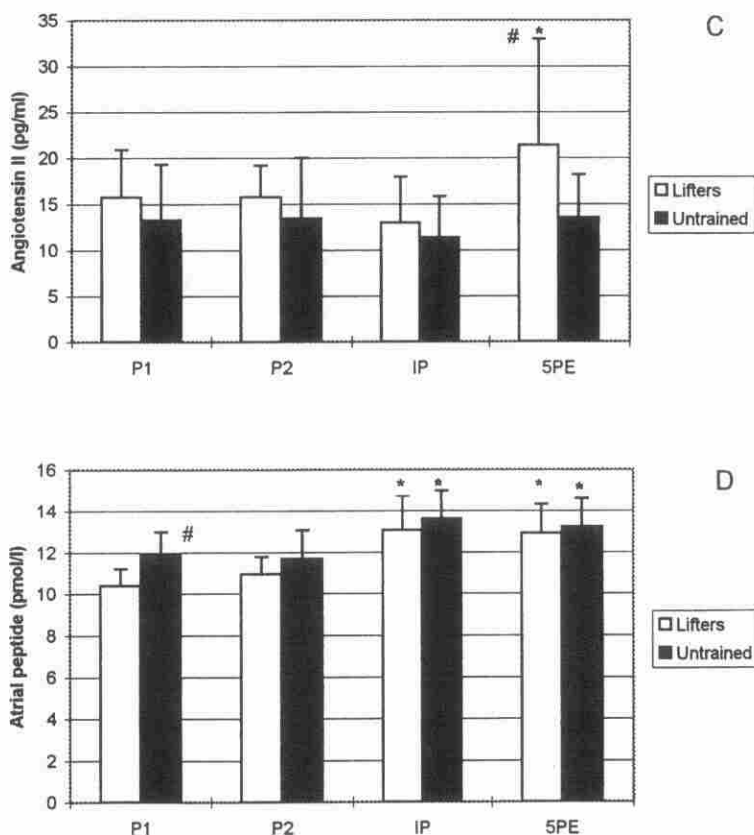 C
Angiotensin II (pg/ml)
35
30
25
20
15
10
5
0
# *
P1 P2 IP 5PE
Lifters
Untrained
D
Atrial peptide (pmol/l)
16
14
12
10
8
6
4
2
0
#
* * * *
P1 P2 IP 5PE
Lifters
Untrained